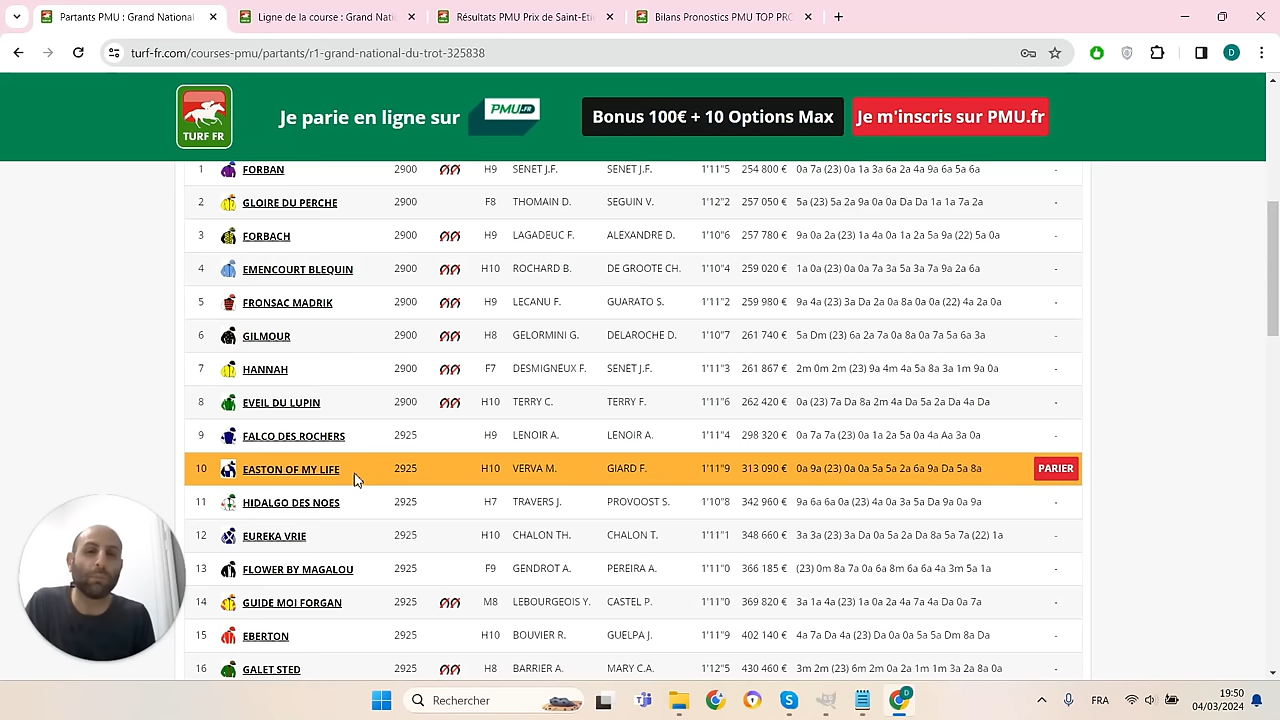 Partants PMU : Grand National
Ligne de la course : Grand Nati
Résultats PMU Prix de Saint-Eti
Bilans Pronostics PMU TOP PRO
turf-fr.com/courses-pmu/partants/r1-grand-national-du-trot-325838
D
TURF FR
Je parie en ligne sur
PMU.FR
Bonus 100€ + 10 Options Max
Je m'inscris sur PMU.fr
1 FORBAN 2900 H9 SENET J.F. SENET J.F. 1'11"5 254 800 € 0a 7a (23) 0a 1a 3a 6a 2a 4a 9a 6a 5a 6a -
2 GLOIRE DU PERCHE 2900 F8 THOMAIN D. SEGUIN V. 1'12"2 257 050 € 5a (23) 5a 2a 9a 0a 0a Da Da 1a 1a 7a 2a -
3 FORBACH 2900 H9 LAGADEUC F. ALEXANDRE D. 1'10"6 257 780 € 9a 0a 2a (23) 1a 4a 0a 1a 2a 5a 9a (22) 5a 0a -
4 EMENCOURT BLEQUIN 2900 H10 ROCHARD B. DE GROOTE CH. 1'10"4 259 020 € 1a 0a (23) 0a 0a 7a 3a 5a 3a 7a 9a 2a 6a -
5 FRONSAC MADRIK 2900 H9 LECANU F. GUARATO S. 1'11"2 259 980 € 9a 4a (23) 3a Da 2a 0a 8a 0a 0a (22) 4a 2a 0a -
6 GILMOUR 2900 H8 GELORMINI G. DELAROCHE D. 1'10"7 261 740 € 5a Dm (23) 6a 2a 7a 0a 8a 0a 7a 5a 6a 3a -
7 HANNAH 2900 F7 DESMIGNEUX F. SENET J.F. 1'11"3 261 867 € 2m 0m 2m (23) 9a 4m 4a 5a 8a 3a 1m 9a 0a -
8 EVEIL DU LUPIN 2900 H10 TERRY C. TERRY F. 1'11"6 262 420 € 0a (23) 7a Da 8a 2m 4a Da 5a 2a Da 4a Da -
9 FALCO DES ROCHERS 2925 H9 LENOIR A. LENOIR A. 1'11"4 298 320 € 0a 7a 7a (23) 0a 1a 2a 5a 0a 4a Aa 3a 0a -
10 EASTON OF MY LIFE 2925 H10 VERVA M. GIARD F. 1'11"9 313 090 € 0a 9a (23) 0a 0a 5a 5a 2a 6a 9a Da 5a 8a PARIER
11 HIDALGO DES NOES 2925 H7 TRAVERS J. PROVOOST S. 1'10"8 342 960 € 9a 6a 6a 0a (23) 4a 0a 3a 5a Da 9a 0a 9a -
12 EUREKA VRIE 2925 H10 CHALON TH. CHALON T. 1'11"1 348 660 € 3a 3a (23) 3a Da 0a 5a 2a Da 8a 5a 7a (22) 1a -
13 FLOWER BY MAGALOU 2925 F9 GENDROT A. PEREIRA A. 1'11"0 366 185 € (23) 0m 8a 7a 0a 6a 8m 6a 6a 4a 3m 5a 1a -
14 GUIDE MOI FORGAN 2925 M8 LEBOURGEOIS Y. CASTEL P. 1'11"0 369 820 € 3a 1a 4a (23) 1a 0a 2a 4a 7a 4a Da 0a 7a -
15 EBERTON 2925 H10 BOUVIER R. GUELPA J. 1'11"9 402 140 € 4a 7a Da 4a (23) Da 0a 0a 5a 5a Dm 8a Da -
16 GALET STED 2925 H8 BARRIER A. MARY C.A. 1'12"5 430 460 € 3m 2m (23) 6m 2m 0a 2a 1m 1m 3a 2a 8a 0a -
Rechercher
FRA
19:50
04/03/2024